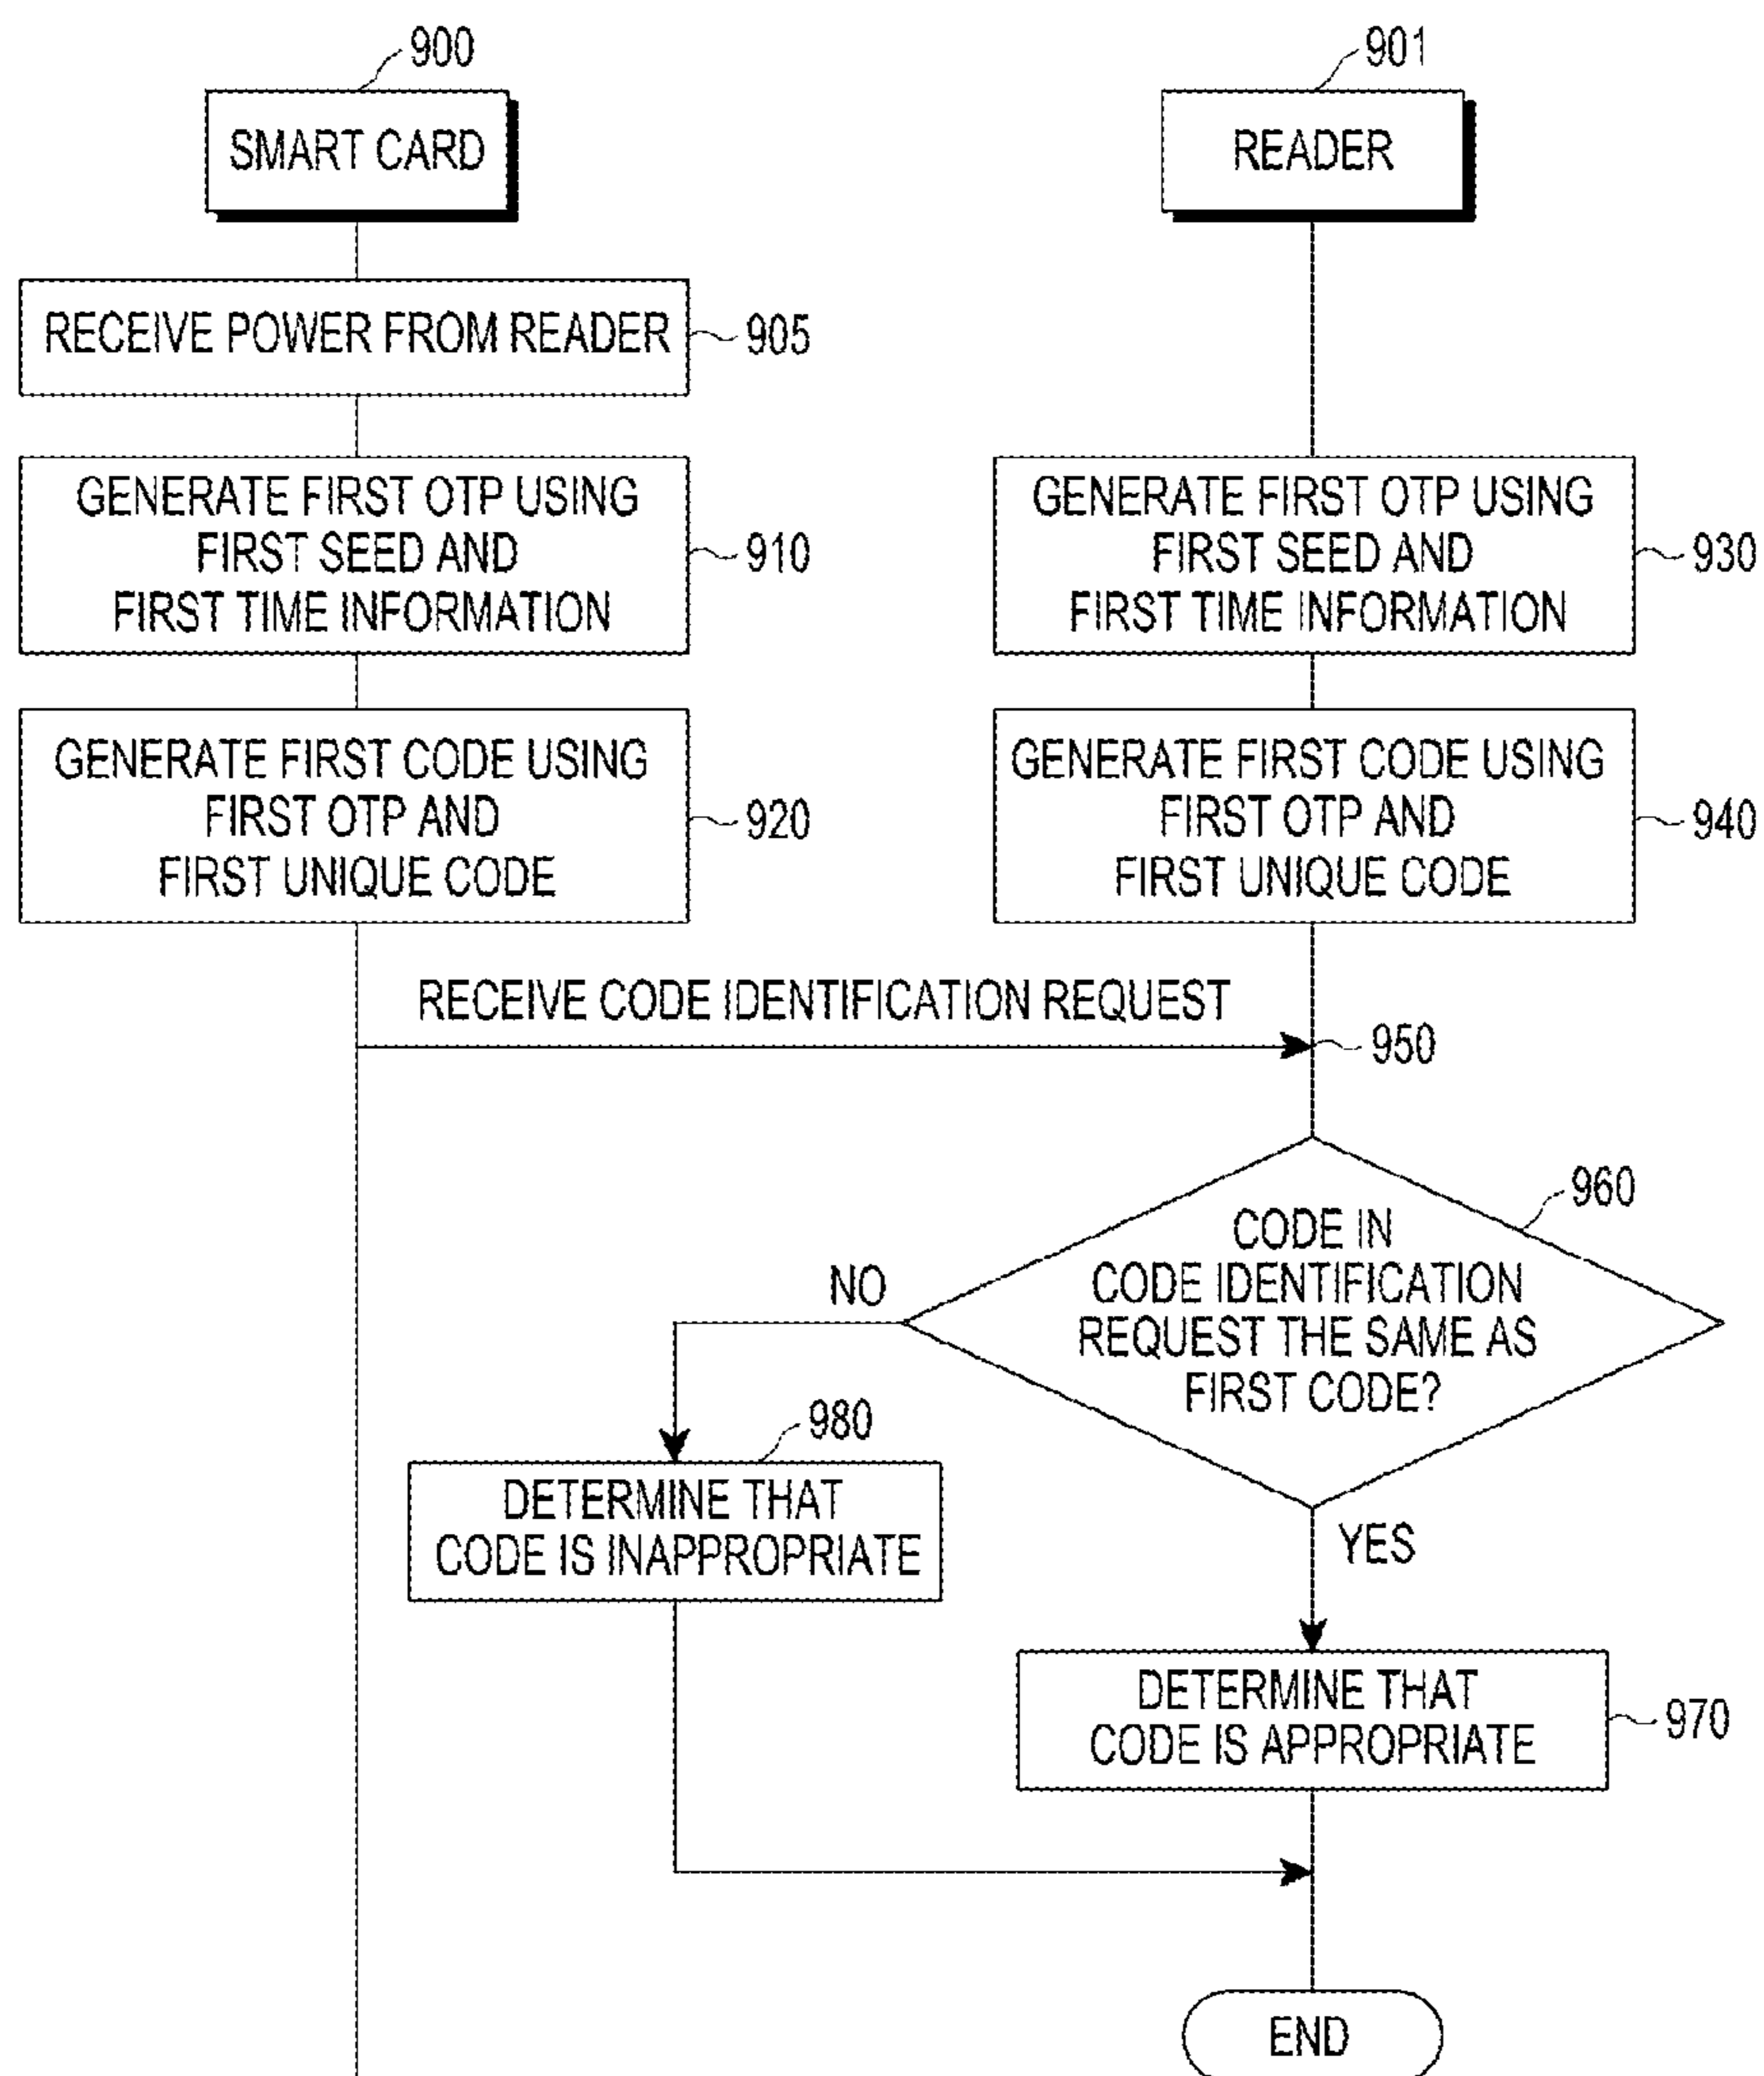 900
SMART CARD
901
READER
RECEIVE POWER FROM READER
905
GENERATE FIRST OTP USING
FIRST SEED AND
FIRST TIME INFORMATION
910
GENERATE FIRST OTP USING
FIRST SEED AND
FIRST TIME INFORMATION
930
GENERATE FIRST CODE USING
FIRST OTP AND
FIRST UNIQUE CODE
920
GENERATE FIRST CODE USING
FIRST OTP AND
FIRST UNIQUE CODE
940
RECEIVE CODE IDENTIFICATION REQUEST
950
960
CODE IN
CODE IDENTIFICATION
REQUEST THE SAME AS
FIRST CODE?
NO
980
DETERMINE THAT
CODE IS INAPPROPRIATE
YES
DETERMINE THAT
CODE IS APPROPRIATE
970
END